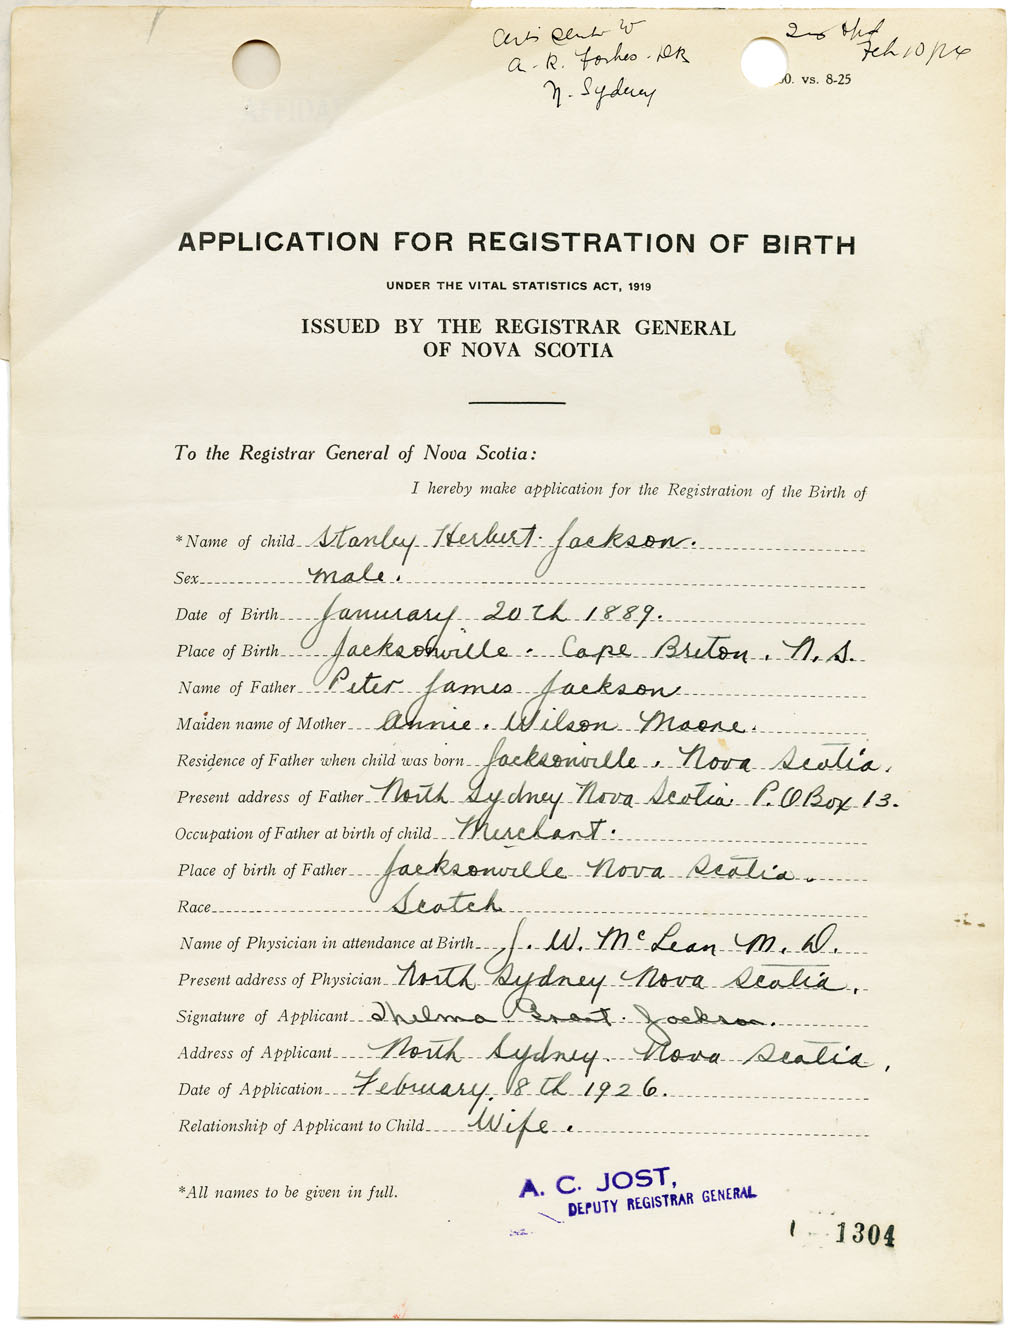 A. R. Forbes. DR
N. Sydney
Feb 10/26
0. vs. 8-25
APPLICATION FOR REGISTRATION OF BIRTH
UNDER THE VITAL STATISTICS ACT, 1919
ISSUED BY THE REGISTRAR GENERAL
OF NOVA SCOTIA
To the Registrar General of Nova Scotia:
I hereby make application for the Registration of the Birth of
*Name of child Stanley Herbert. Jackson.
Sex male.
Date of Birth Janurary 20th 1889.
Place of Birth Jacksonville. Cape Breton. N. S.
Name of Father Peter James Jackson
Maiden name of Mother Annie. Wilson Moore.
Residence of Father when child was born Jacksonville. Nova Scotia.
Present address of Father North Sydney Nova Scotia P.O Box 13.
Occupation of Father at birth of child Merchant.
Place of birth of Father Jacksonville Nova Scotia.
Race Scotch
Name of Physician in attendance at Birth J. W. McLean M. D.
Present address of Physician North Sydney Nova Scotia.
Signature of Applicant Thelma Grant. Jackson.
Address of Applicant North Sydney. Nova Scotia.
Date of Application February. 8th 1926.
Relationship of Applicant to Child Wife.
*All names to be given in full.
A. C. JOST,
DEPUTY REGISTRAR GENERAL
1304